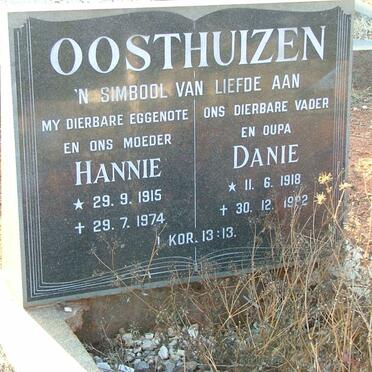 OOSTHUIZEN
'N SIMBOOL VAN LIEFDE AAN
MY DIERBARE EGGENOTE
EN ONS MOEDER
HANNIE
★ 29. 9. 1915
✝ 29. 7. 1974
ONS DIERBARE VADER
EN OUPA
DANIE
★ 11. 6. 1918
✝ 30. 12.
I KOR. 13:13.